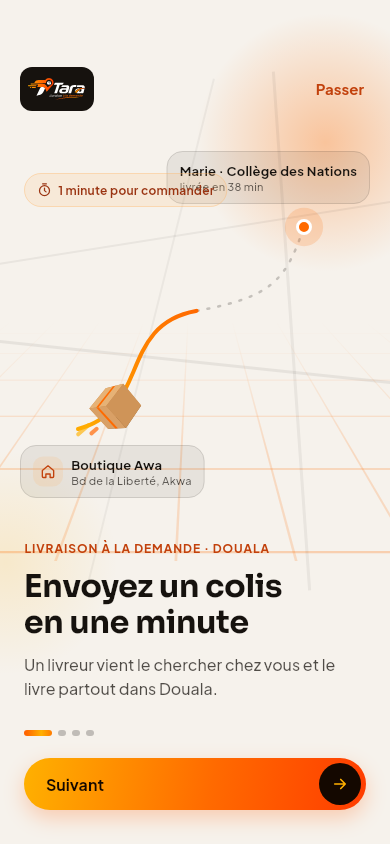 Tara
Passer
Marie · Collège des Nations
livrés en 38 min
1 minute pour commander
Boutique Awa
Bd de la Liberté, Akwa
LIVRAISON À LA DEMANDE · DOUALA
Envoyez un colis
en une minute
Un livreur vient le chercher chez vous et le
livre partout dans Douala.
Suivant